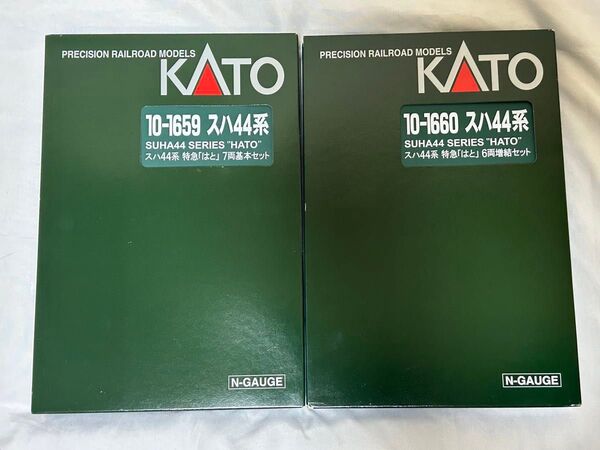 PRECISION RAILROAD MODELS
KATO
10-1659 スハ44系
SUHA44 SERIES "HATO"
スハ44系 特急「はと」 7両基本セット
N-GAUGE
PRECISION RAILROAD MODELS
KATO
10-1660 スハ44系
SUHA44 SERIES "HATO"
スハ44系 特急「はと」 6両増結セット
N-GAUGE